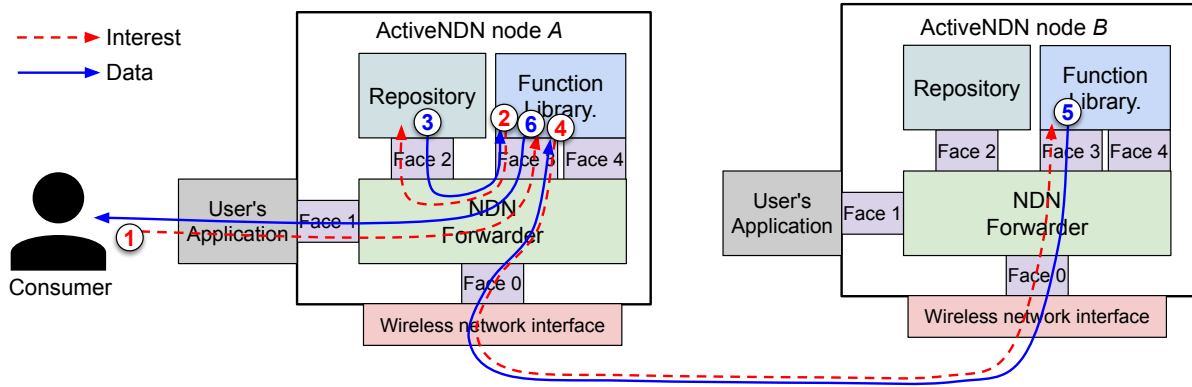 Interest
Data
ActiveNDN node A
Repository
Function
Library.
3
2
6
4
Face 2
Face 3
Face 4
User's
Application
Face 1
NDN
Forwarder
1
Consumer
Face 0
Wireless network interface
ActiveNDN node B
Repository
Function
Library.
5
Face 2
Face 3
Face 4
User's
Application
Face 1
NDN
Forwarder
Face 0
Wireless network interface